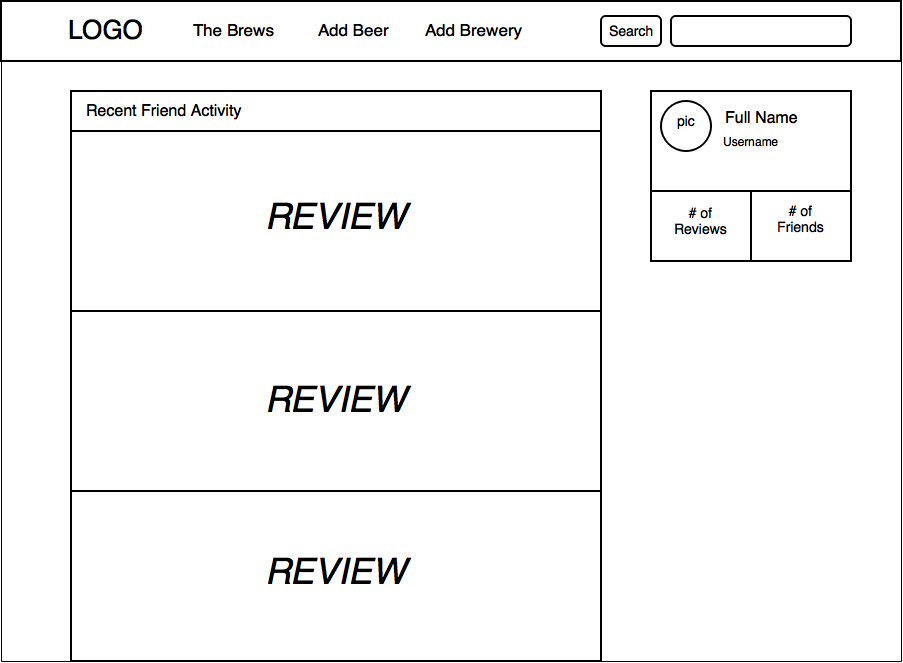 LOGO The Brews Add Beer Add Brewery Search
Recent Friend Activity
REVIEW
REVIEW
REVIEW
pic
Full Name
Username
# of
Reviews
# of
Friends